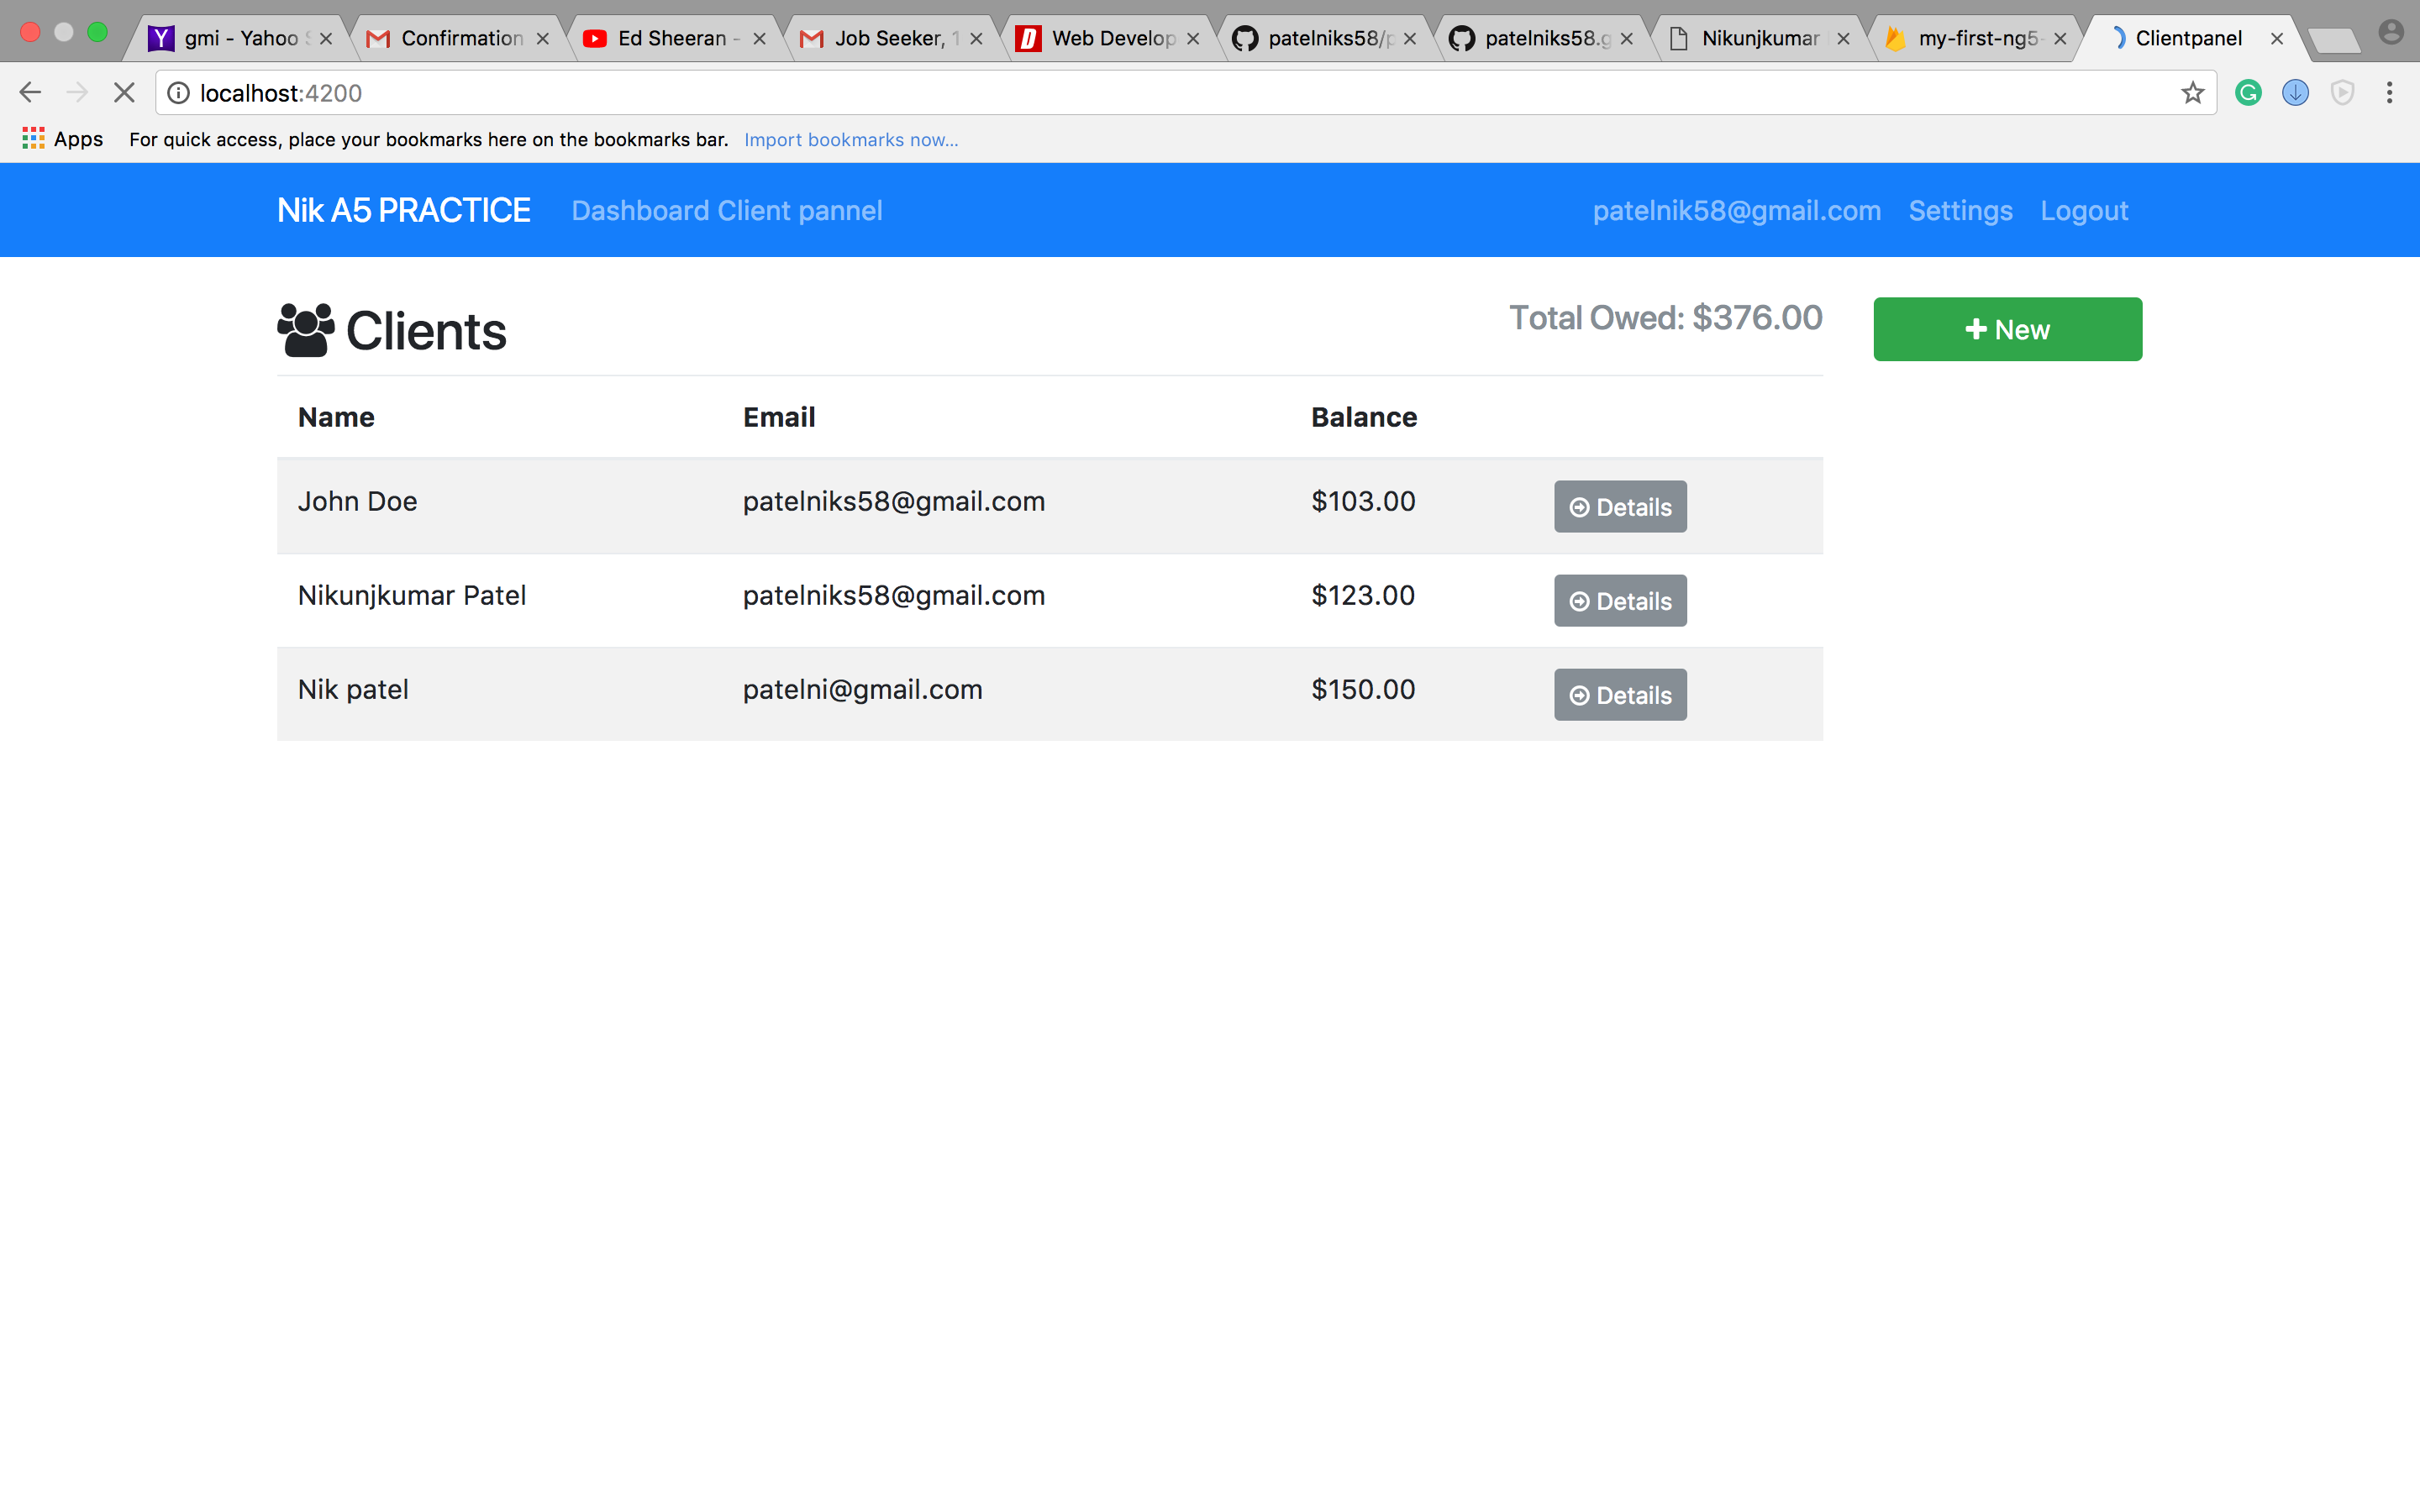 gmi - Yahoo Confirmation Ed Sheeran - Job Seeker, 1 Web Develop patelniks58/p patelniks58.g Nikunjkumar my-first-ng5- Clientpanel
localhost:4200
Apps For quick access, place your bookmarks here on the bookmarks bar. Import bookmarks now...
Nik A5 PRACTICE Dashboard Client pannel patelnik58@gmail.com Settings Logout
Clients Total Owed: $376.00 New
Name Email Balance
John Doe patelniks58@gmail.com $103.00 Details
Nikunjkumar Patel patelniks58@gmail.com $123.00 Details
Nik patel patelni@gmail.com $150.00 Details